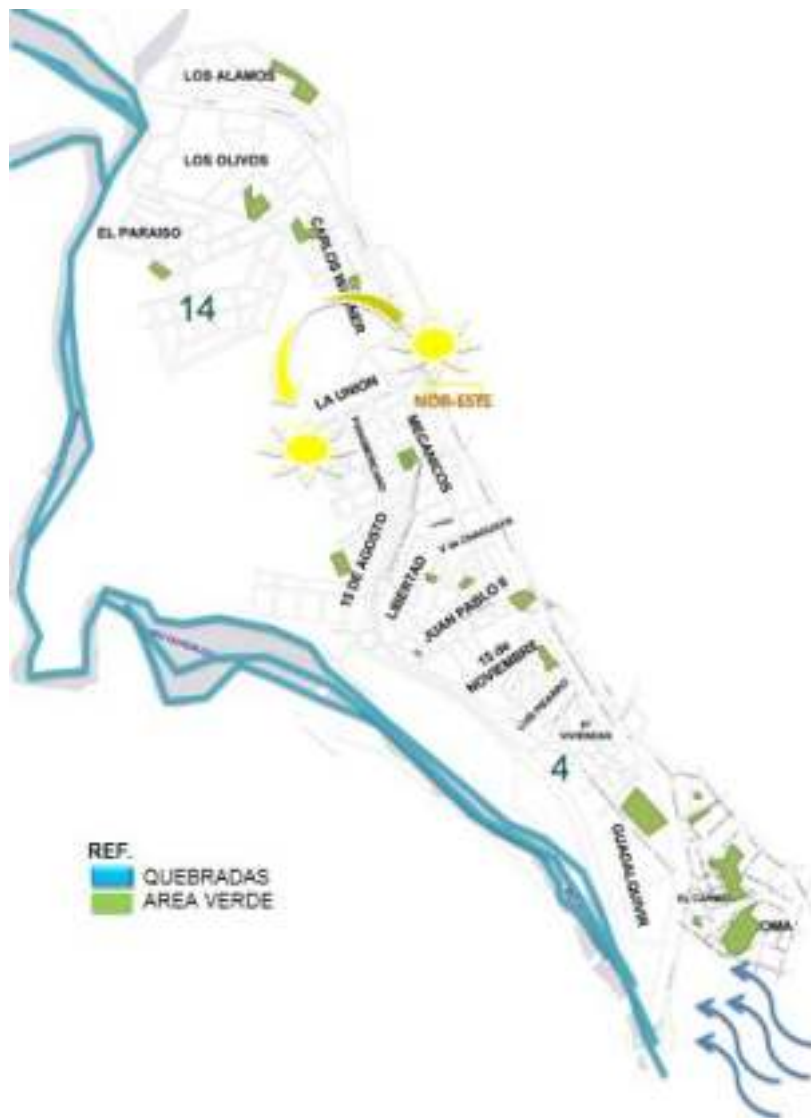 LOS ALAMOS
LOS OLIVOS
EL PARAISO
14
LA UNION
NOR-ESTE
MECANICOS
15 DE AGOSTO
LIBERTAD
JUAN PABLO II
15 de
NOVIEMBRE
VIVIENDAS
4
GUADALQUIVIR
REF.
QUEBRADAS
AREA VERDE